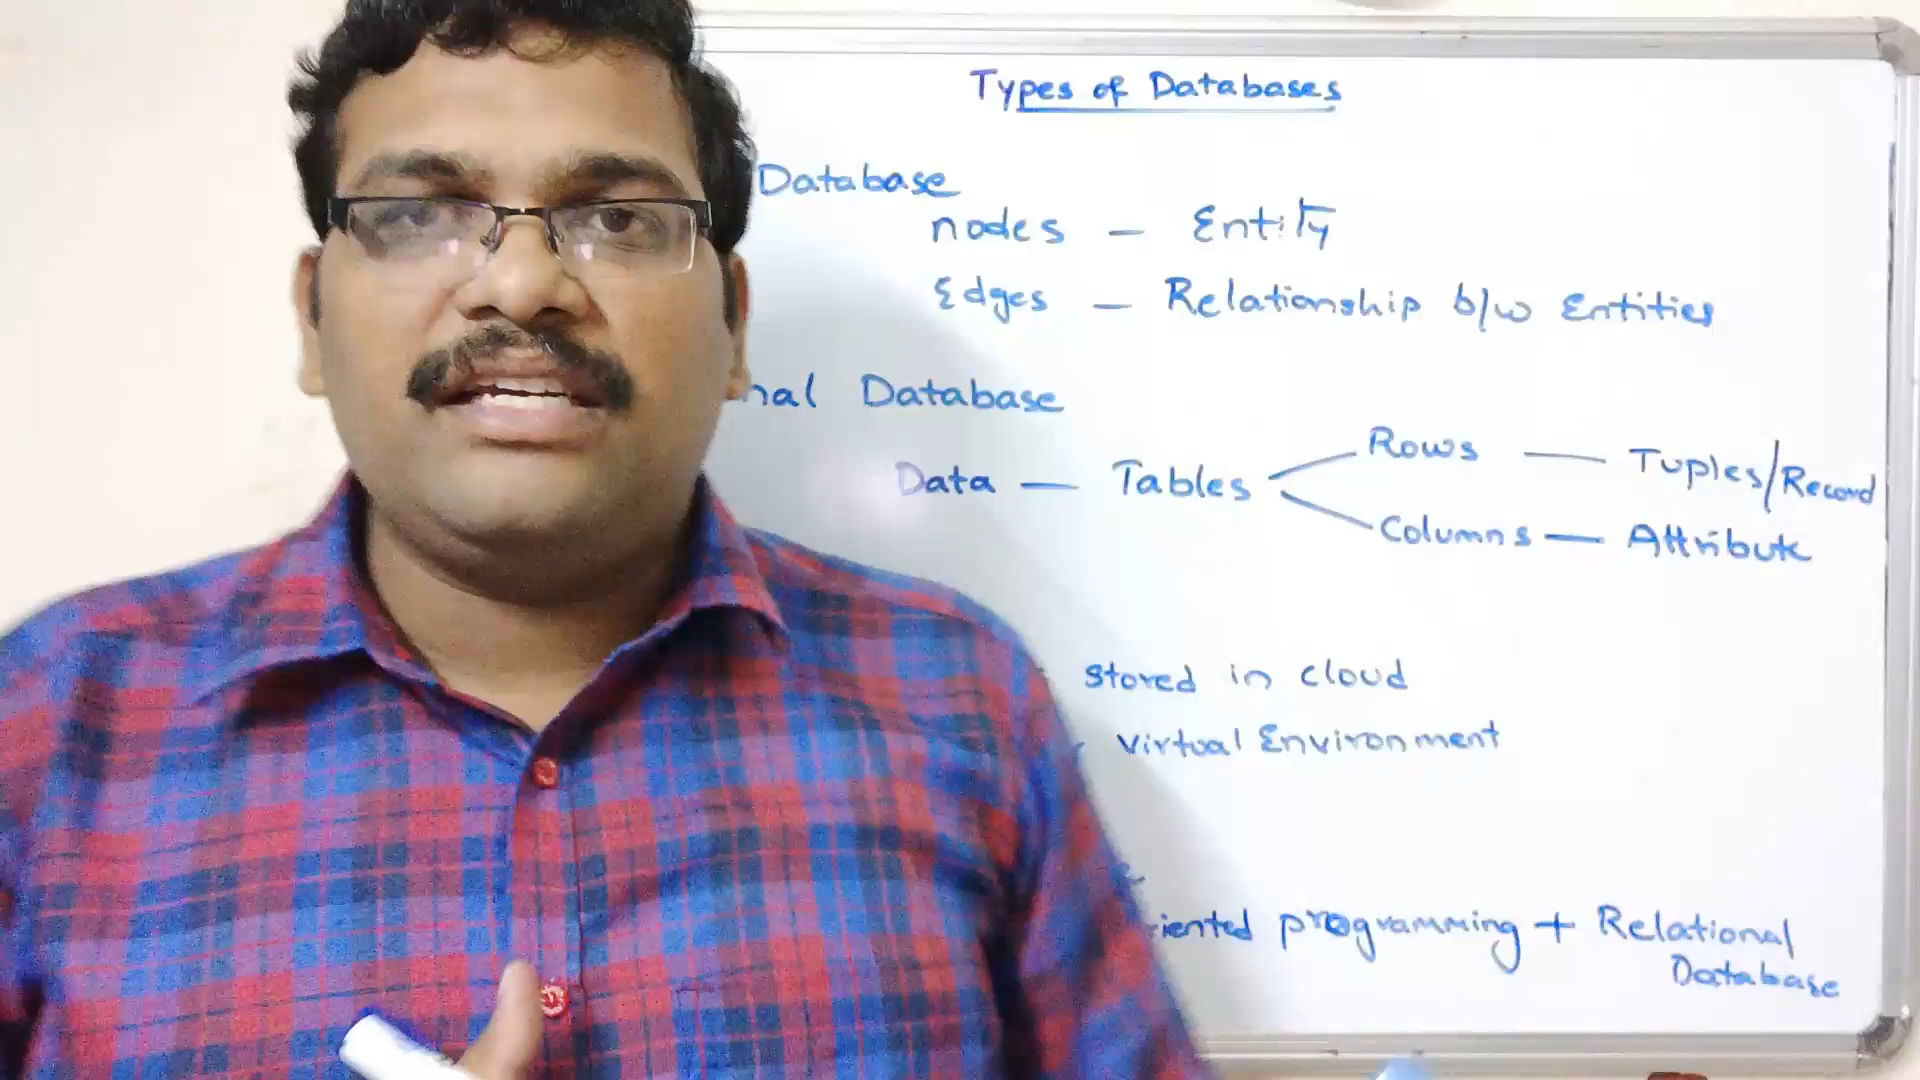 Types of Databases
Database
nodes — Entity
Edges — Relationship b/w Entities
nal Database
Data — Tables
Rows — Tuples/Record
Columns — Attribute
stored in cloud
virtual Environment
iented programming + Relational
Database